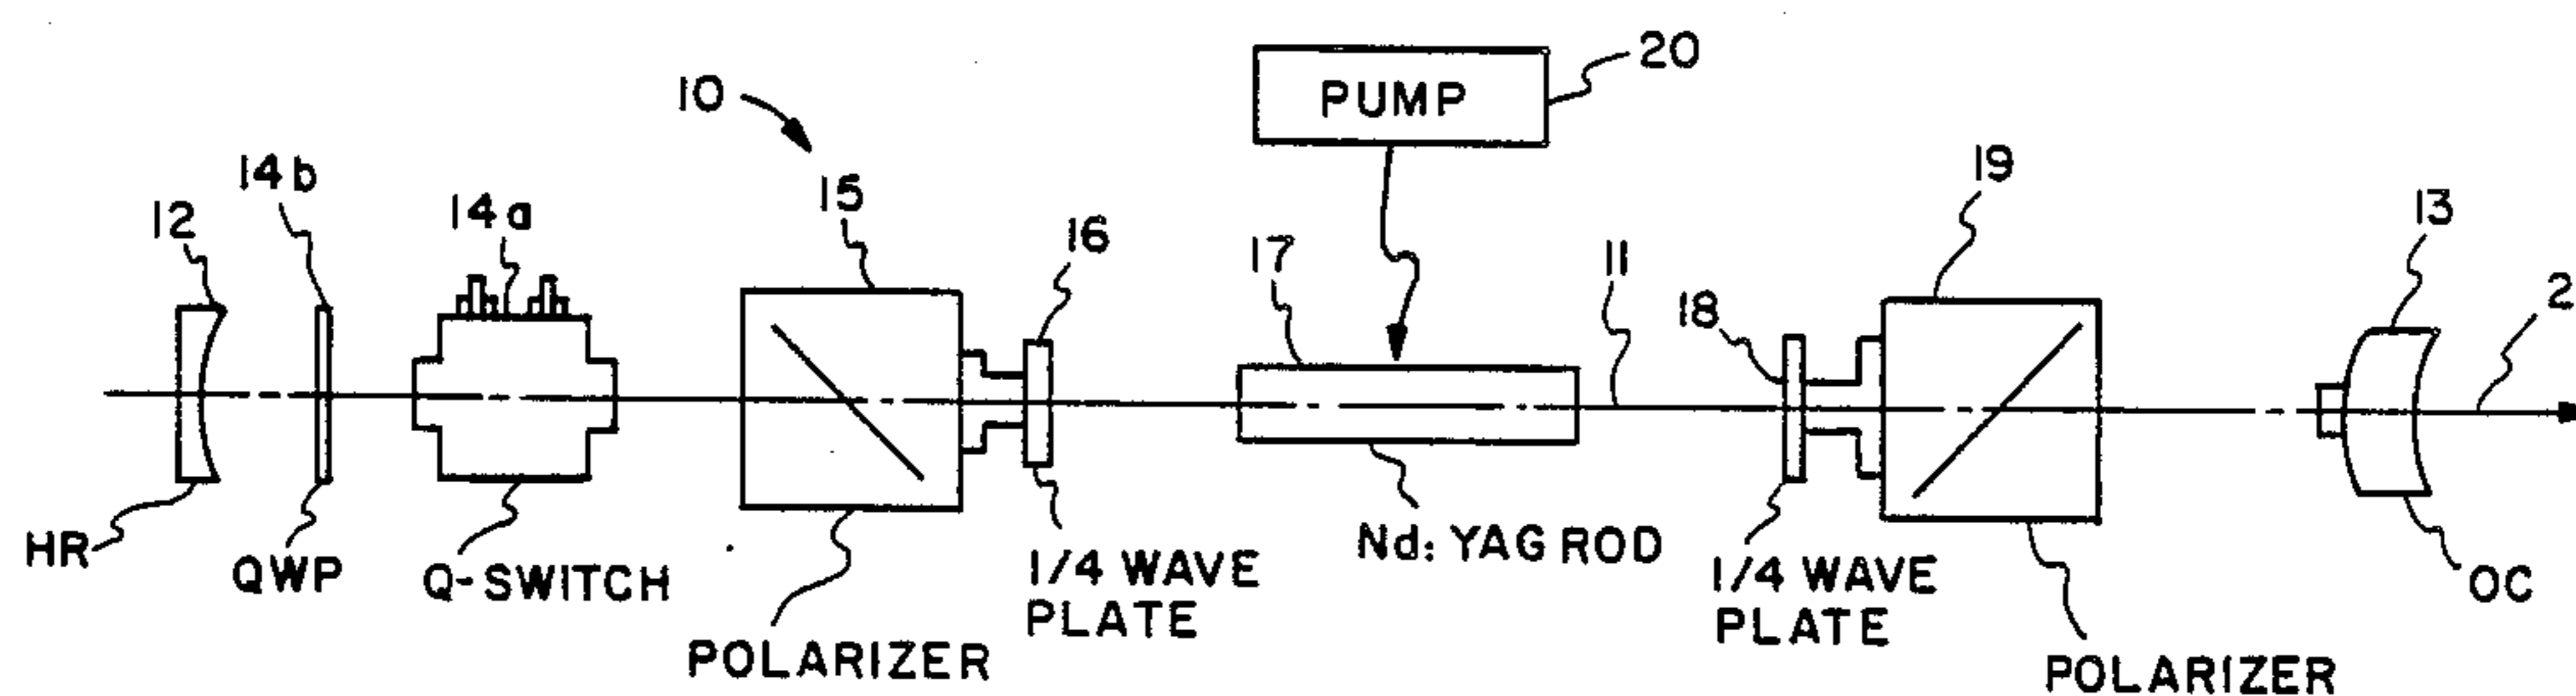 20
PUMP
10
14b
19
15
12
14a
13
16
17
11
18
2
HR
QWP
Q-SWITCH
1/4 WAVE
PLATE
Nd: YAG ROD
1/4 WAVE
PLATE
OC
POLARIZER
POLARIZER